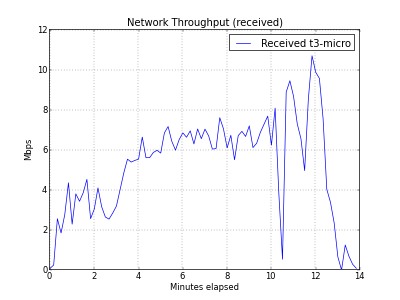 Network Throughput (received)
Received t3-micro
Mbps
12
10
8
6
4
2
0
0 2 4 6 8 10 12 14
Minutes elapsed